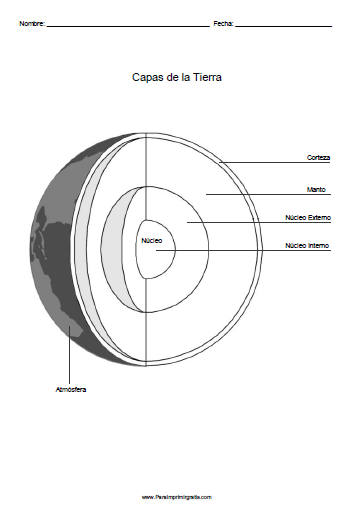 Nombre: Fecha:
Capas de la Tierra
Corteza
Manto
Núcleo Externo
Núcleo
Núcleo Interno
Atmósfera
www.Paraimprimirgratis.com